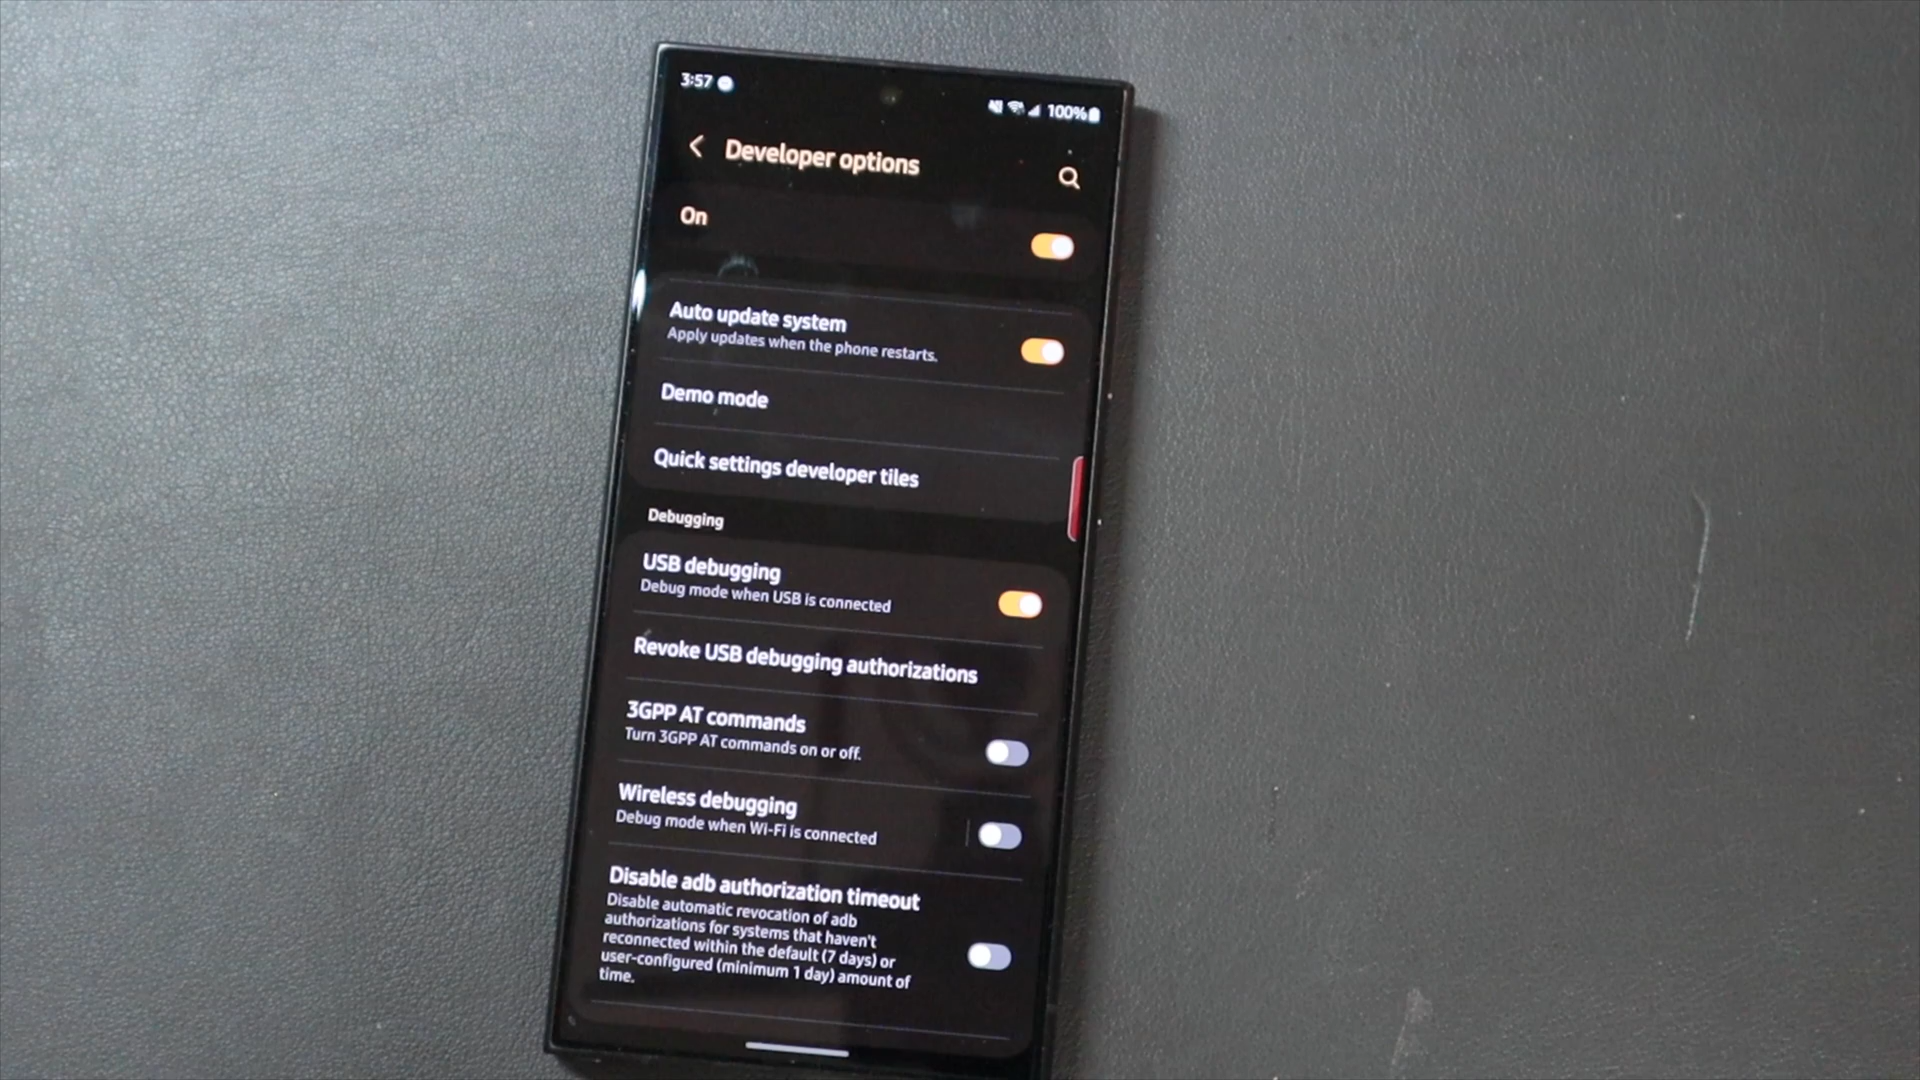 3:57
100%
Developer options
On
Auto update system
Apply updates when the phone restarts.
Demo mode
Quick settings developer tiles
Debugging
USB debugging
Debug mode when USB is connected
Revoke USB debugging authorizations
3GPP AT commands
Turn 3GPP AT commands on or off.
Wireless debugging
Debug mode when Wi-Fi is connected
Disable adb authorization timeout
Disable automatic revocation of adb
authorizations for systems that haven't
reconnected within the default (7 days) or
user-configured (minimum 1 day) amount of
time.